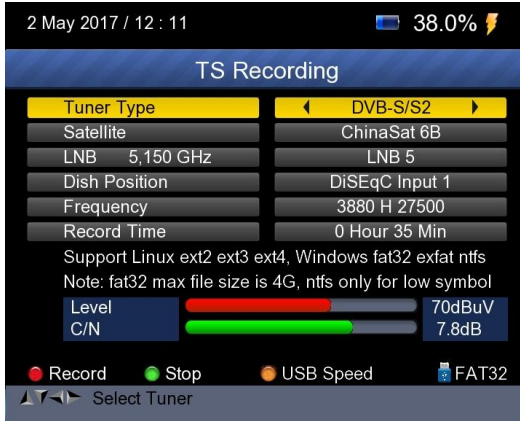 2 May 2017 / 12 : 11 38.0%
TS Recording
Tuner Type DVB-S/S2
Satellite ChinaSat 6B
LNB 5,150 GHz LNB 5
Dish Position DiSEqC Input 1
Frequency 3880 H 27500
Record Time 0 Hour 35 Min
Support Linux ext2 ext3 ext4, Windows fat32 exfat ntfs
Note: fat32 max file size is 4G, ntfs only for low symbol
Level 70dBuV
C/N 7.8dB
Record Stop USB Speed FAT32
Select Tuner